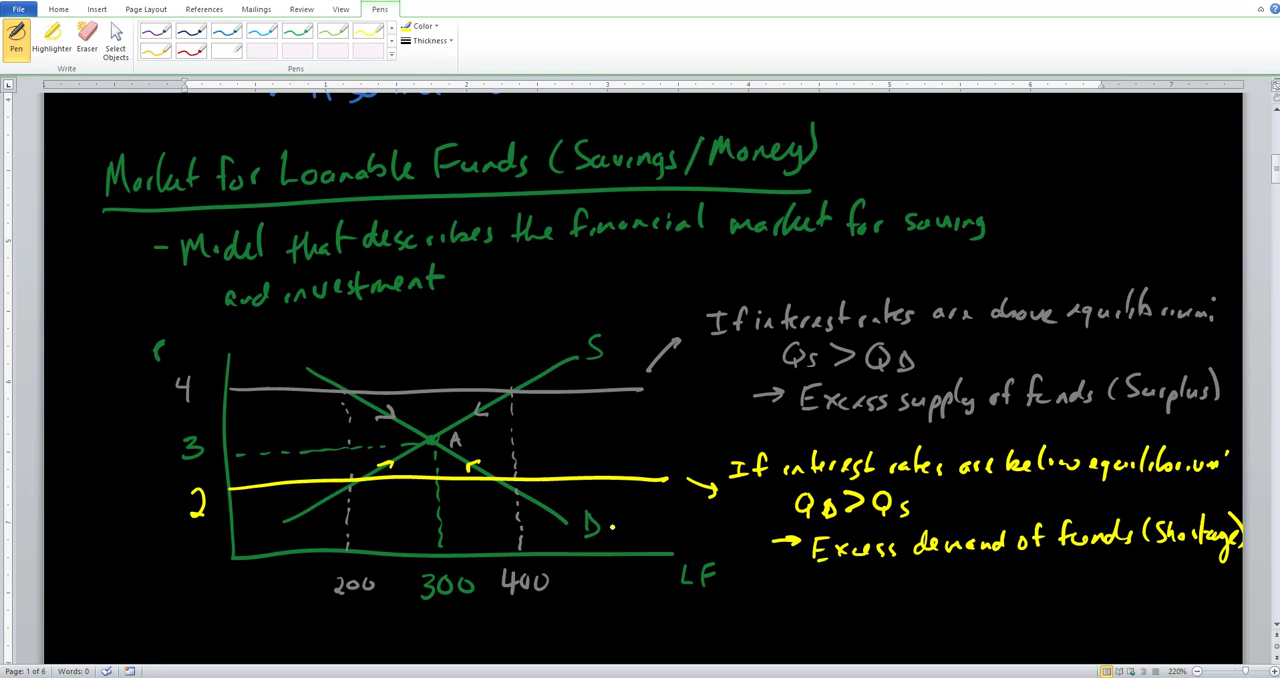 File Home Insert Page Layout References Mailings Review View Pens
Pen Highlighter Eraser Select Objects Color Thickness
Write Pens
Market for Loanable Funds (Savings/Money)
- Model that describes the financial market for saving
and investment
r
S
4
3
2
A
D
200 300 400
LF
If interest rates are above equilibrium:
Qs > QD
→ Excess supply of funds (Surplus)
If interest rates are below equilibrium:
QD > Qs
→ Excess demand of funds (Shortage)
Page: 1 of 6 Words: 0 220%